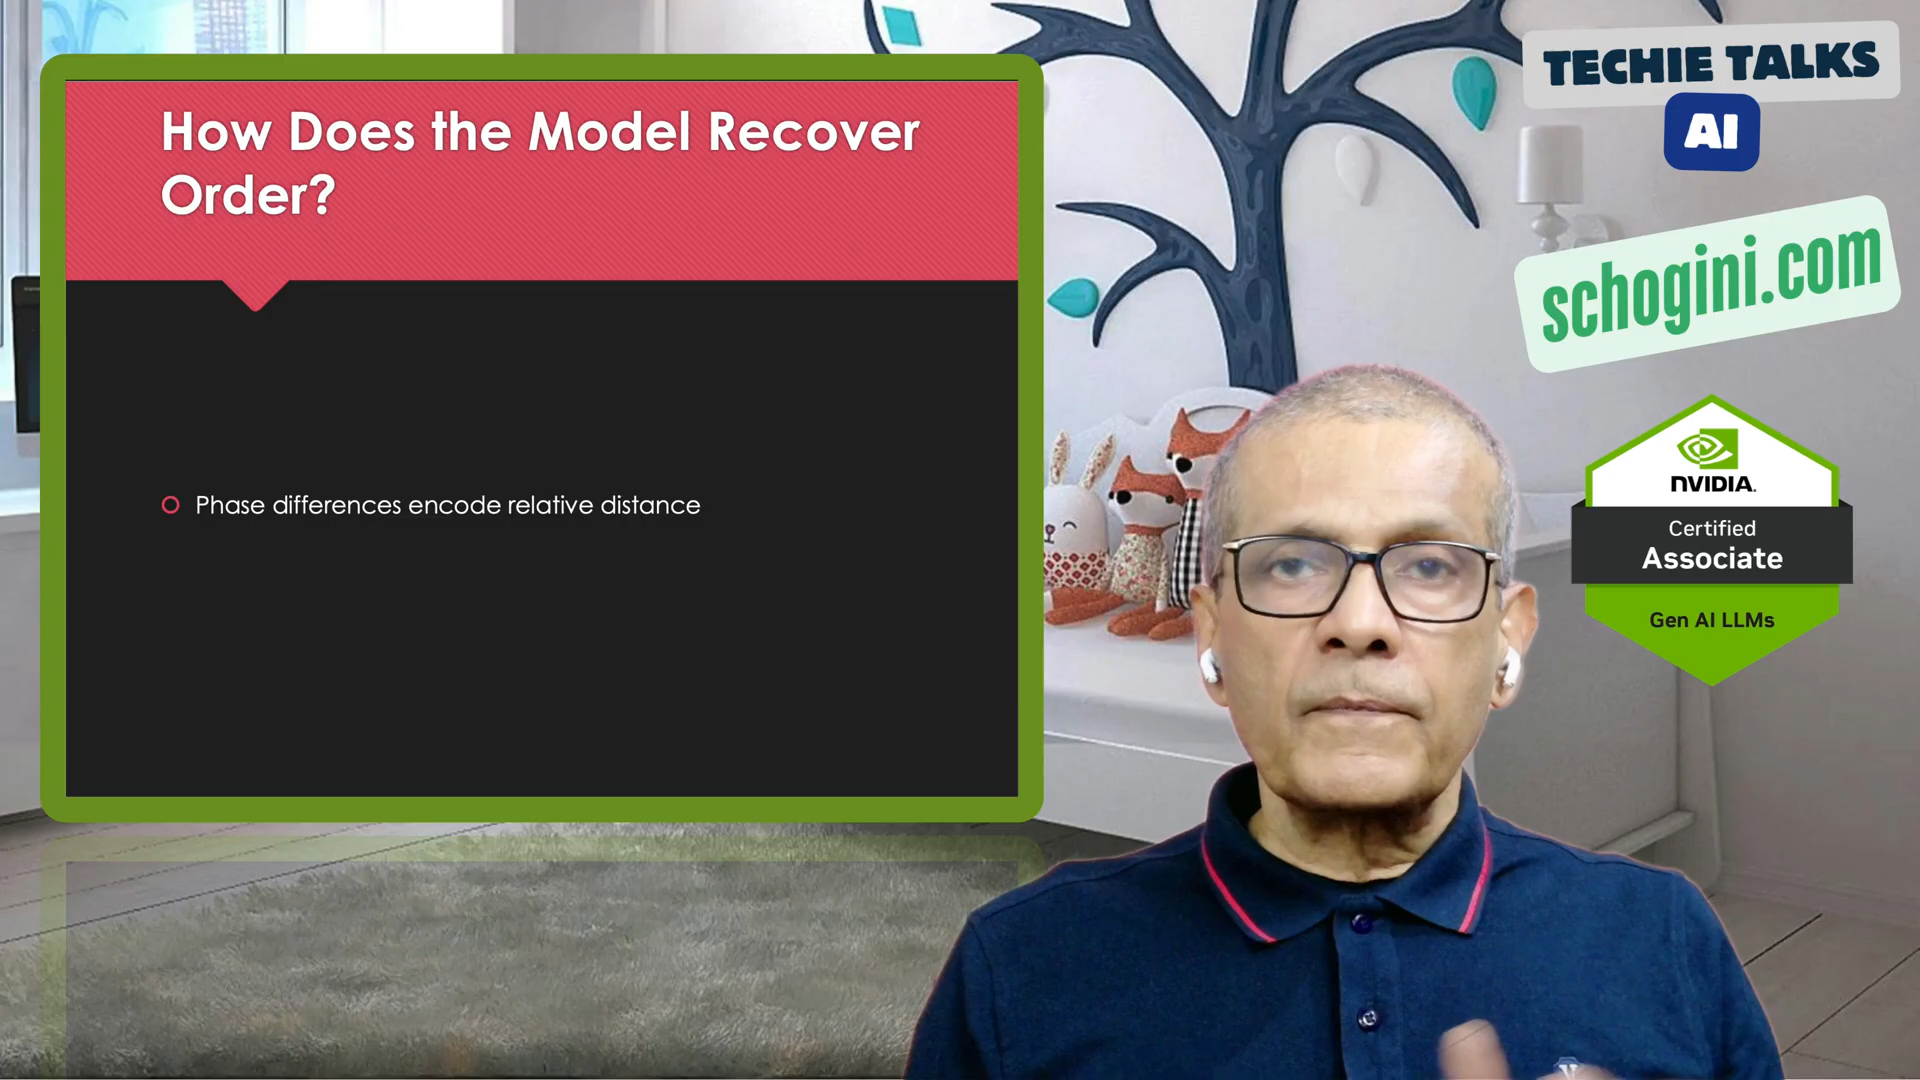 How Does the Model Recover
Order?
Phase differences encode relative distance
TECHIE TALKS
AI
schogini.com
NVIDIA.
Certified
Associate
Gen AI LLMs